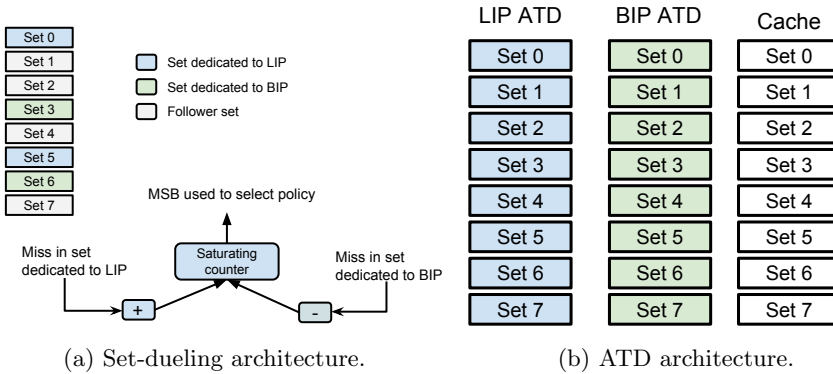 Set 0
Set 1
Set 2
Set 3
Set 4
Set 5
Set 6
Set 7
Set dedicated to LIP
Set dedicated to BIP
Follower set
MSB used to select policy
Miss in set
dedicated to LIP
Saturating
counter
Miss in set
dedicated to BIP
+
-
(a) Set-dueling architecture.
LIP ATD BIP ATD Cache
Set 0 Set 0 Set 0
Set 1 Set 1 Set 1
Set 2 Set 2 Set 2
Set 3 Set 3 Set 3
Set 4 Set 4 Set 4
Set 5 Set 5 Set 5
Set 6 Set 6 Set 6
Set 7 Set 7 Set 7
(b) ATD architecture.